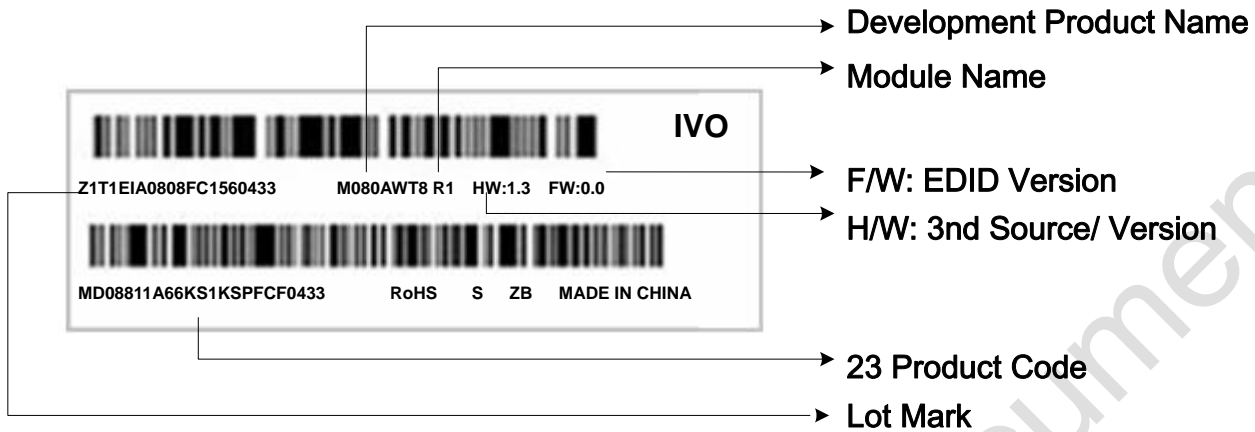 Development Product Name
Module Name
IVO
Z1T1EIA0808FC1560433 M080AWT8 R1 HW:1.3 FW:0.0
F/W: EDID Version
H/W: 3nd Source/ Version
MD08811A66KS1KSPFCF0433 RoHS S ZB MADE IN CHINA
23 Product Code
Lot Mark